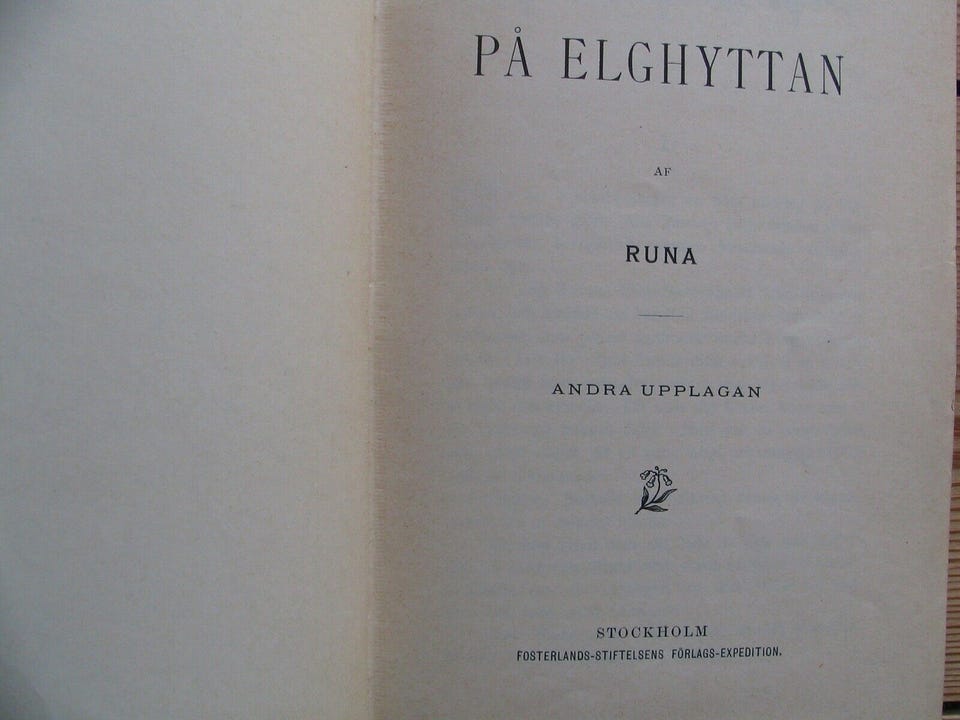 PÅ ELGHYTTAN
AF
RUNA
ANDRA UPPLAGAN
STOCKHOLM
FOSTERLANDS-STIFTELSENS FÖRLAGS-EXPEDITION.